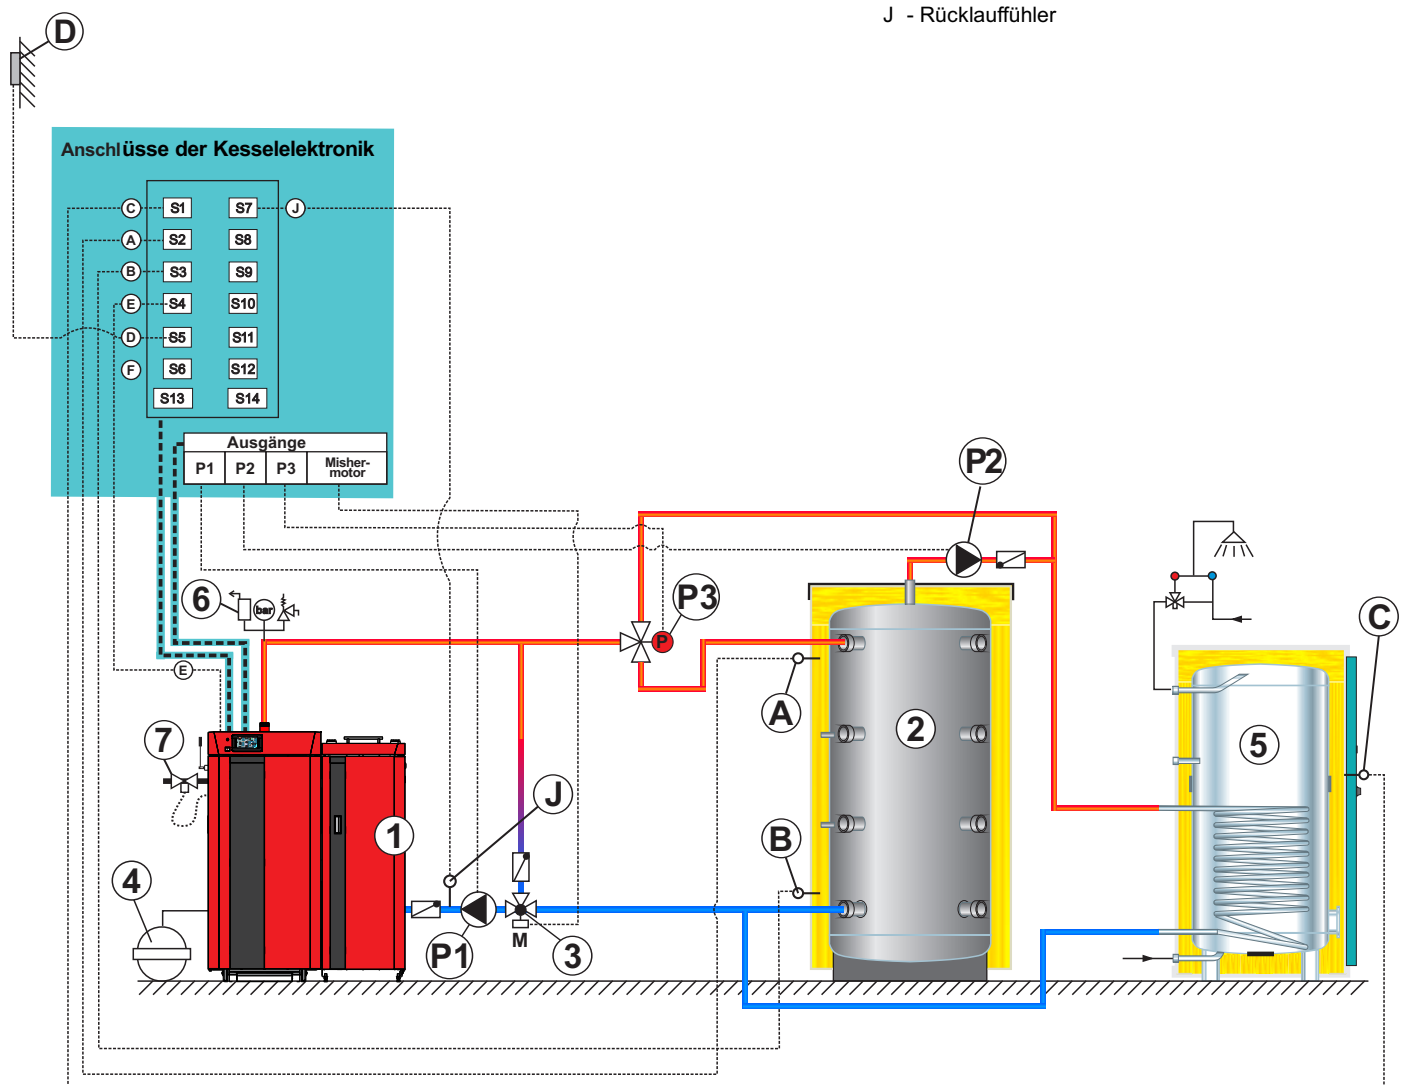 J - Rücklauffühler
D
Anschlüsse der Kesselelektronik
C S1 S7 J
A S2 S8
B S3 S9
E S4 S10
D S5 S11
F S6 S12
S13 S14
Ausgänge
P1 P2 P3 Misher-
motor
P2
6 bar
P3
P
C
E
A
2
7
5
J
1
B
4
P1
M
3